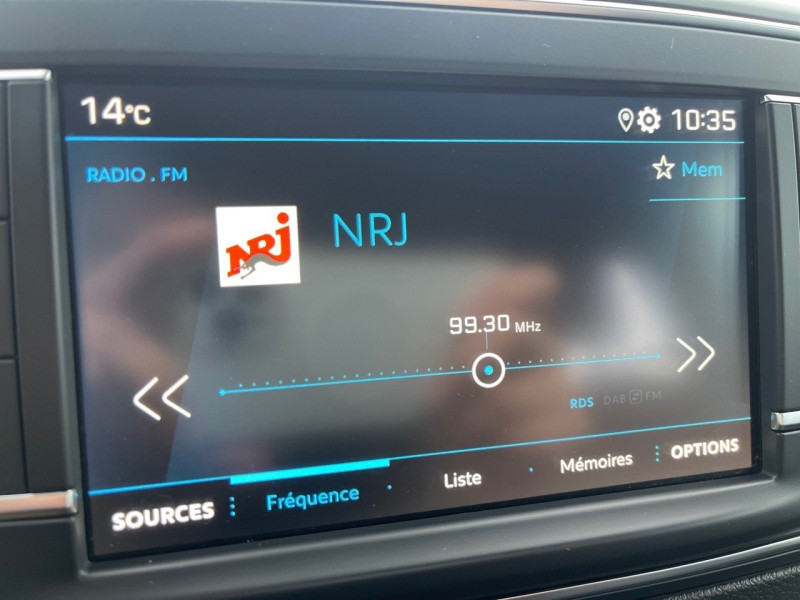 14°C 10:35
RADIO . FM Mem
NRJ NRJ
99.30 MHz
RDS DAB FM
SOURCES Fréquence Liste Mémoires OPTIONS